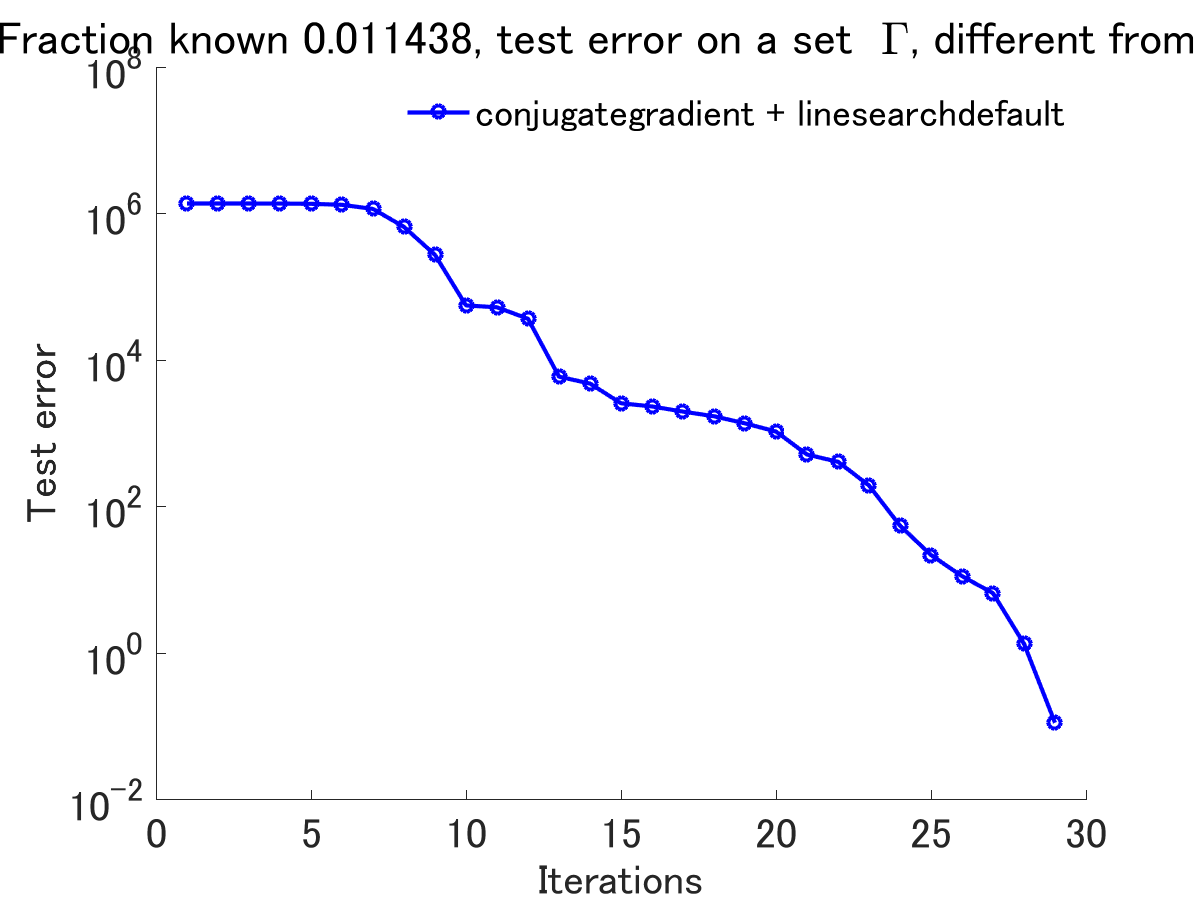 Fraction known 0.011438, test error on a set Γ, different from
conjugategradient + linesearchdefault
10^8
10^6
10^4
10^2
10^0
10^-2
Test error
0 5 10 15 20 25 30
Iterations